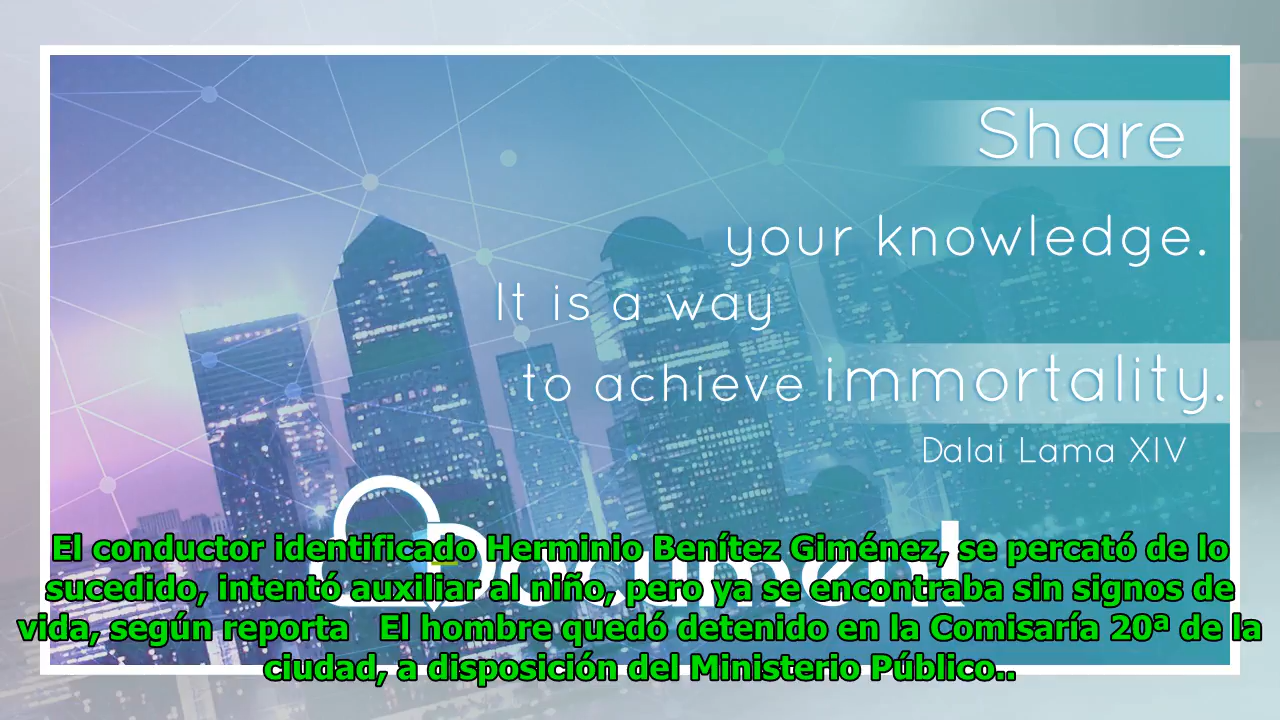 Share
your knowledge.
It is a way
to achieve immortality.
Dalai Lama XIV
Document
El conductor identificado Herminio Benítez Giménez, se percató de lo
sucedido, intentó auxiliar al niño, pero ya se encontraba sin signos de
vida, según reporta   El hombre quedó detenido en la Comisaría 20ª de la
ciudad, a disposición del Ministerio Público..